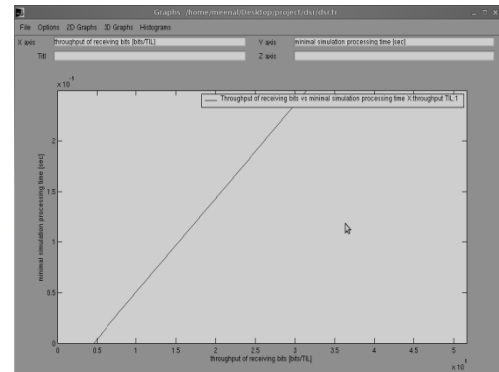 Graphs: /home/meenal/Desktop/project/dsr/dsr.tr
File Options 2D Graphs 3D Graphs Histograms
X axis throughput of receiving bits [bits/TIL] Y axis minimal simulation processing time [sec]
Titl Z axis
Throughput of receiving bits vs minimal simulation processing time X:throughput TIL:1
2
1.5
1
0.5
0
minimal simulation processing time [sec]
0 0.5 1 1.5 2 2.5 3 3.5 4 4.5 5
throughput of receiving bits [bits/TIL]